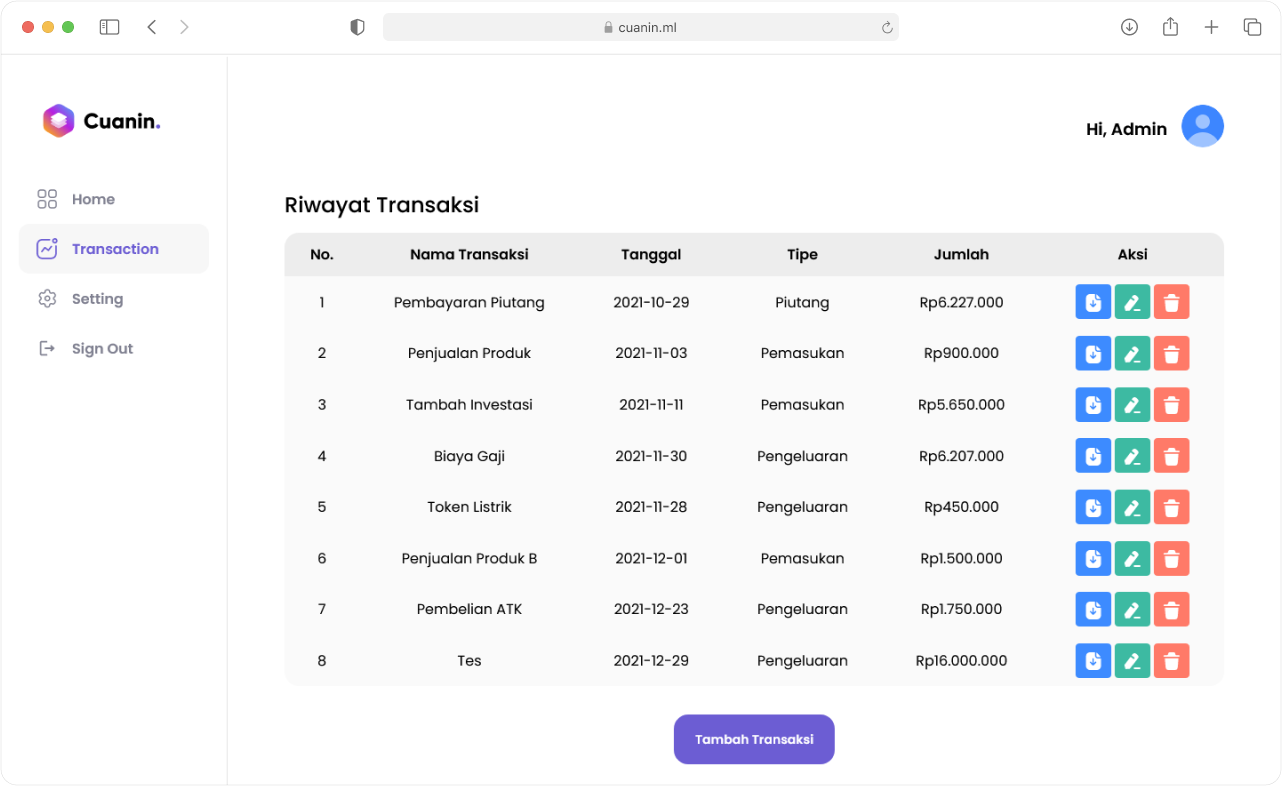 cuanin.ml
Cuanin.
Hi, Admin
Home
Transaction
Setting
Sign Out
Riwayat Transaksi
No. Nama Transaksi Tanggal Tipe Jumlah Aksi
1 Pembayaran Piutang 2021-10-29 Piutang Rp6.227.000
2 Penjualan Produk 2021-11-03 Pemasukan Rp900.000
3 Tambah Investasi 2021-11-11 Pemasukan Rp5.650.000
4 Biaya Gaji 2021-11-30 Pengeluaran Rp6.207.000
5 Token Listrik 2021-11-28 Pengeluaran Rp450.000
6 Penjualan Produk B 2021-12-01 Pemasukan Rp1.500.000
7 Pembelian ATK 2021-12-23 Pengeluaran Rp1.750.000
8 Tes 2021-12-29 Pengeluaran Rp16.000.000
Tambah Transaksi